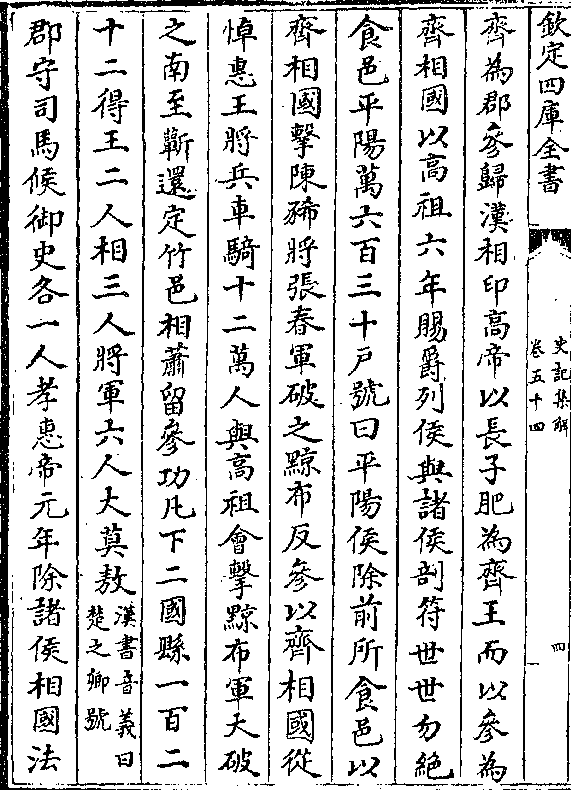 欽定四庫全書
史記集解
卷五十四
四
齊為郡參歸漢相印高帝以長子肥為齊王而以參為
齊相國以高祖六年賜爵列侯與諸侯剖符世世勿絶
食邑平陽萬六百三十戶號曰平陽侯除前所食邑以
齊相國擊陳豨將張春軍破之黥布反參以齊相國從
悼惠王將兵車騎十二萬人與高祖會擊黥布軍大破
之南至蘄還定竹邑相蕭留參功凡下二國縣一百二
十二得王二人相三人將軍六人大莫敖漢書音義曰楚之卿號
郡守司馬候御史各一人孝惠帝元年除諸侯相國法